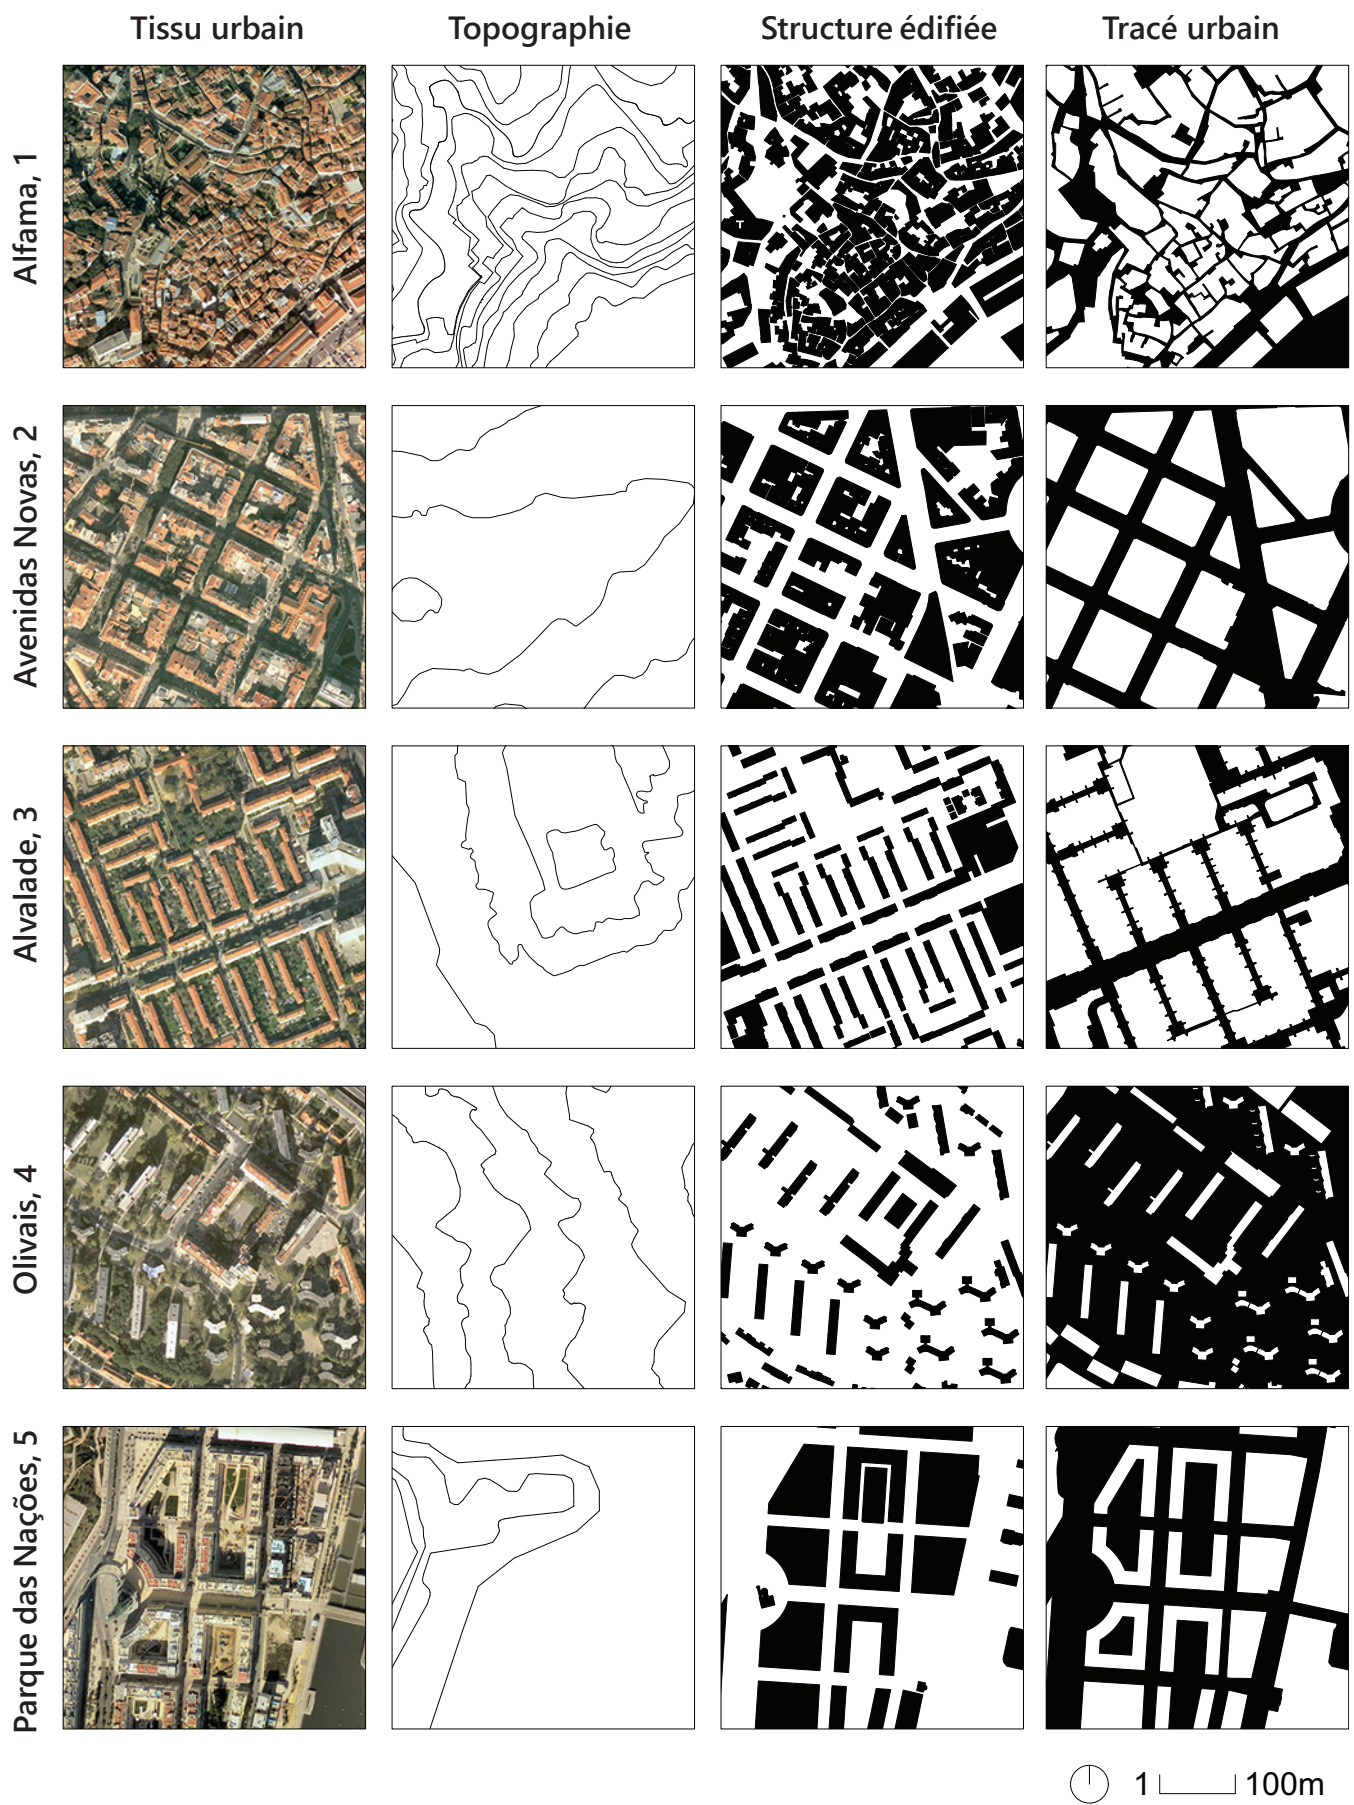 Tissu urbain
Topographie
Structure édifiée
Tracé urbain
Alfama, 1
Avenidas Novas, 2
Alvalade, 3
Olivais, 4
Parque das Nações, 5
1 100m